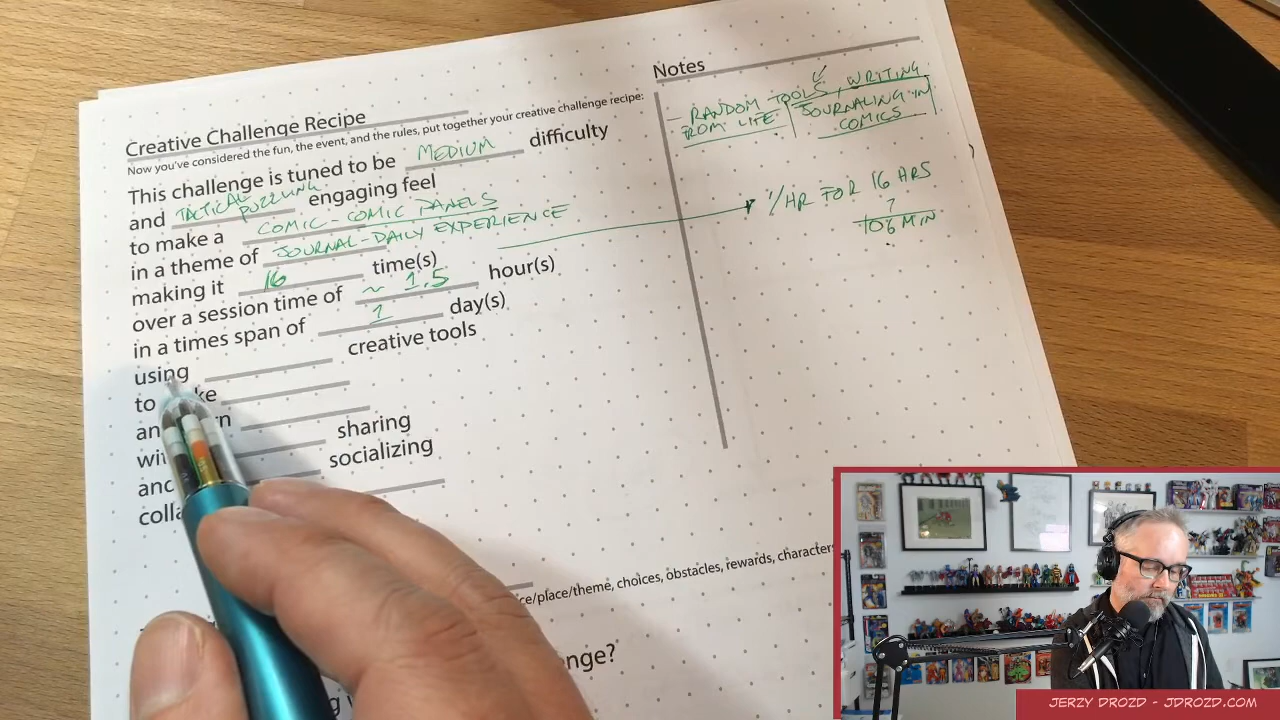 Creative Challenge Recipe
Now you've considered the fun, the event, and the rules, put together your creative challenge recipe:
This challenge is tuned to be MEDIUM difficulty
and TACTICAL PUZZLING engaging feel
to make a COMIC-COMIC PANELS
in a theme of JOURNAL-DAILY EXPERIENCE
making it 16 time(s)
over a session time of ~ 1.5 hour(s)
in a times span of 1 day(s)
using creative tools
to
sharing
socializing
Notes
- RANDOM TOOLS, WRITING
FROM LIFE JOURNALING IN
COMICS
1/HR FOR 16 HRS
?
106 MIN
place/theme, choices, obstacles, rewards, characters
JERZY DROZD - JDROZD.COM